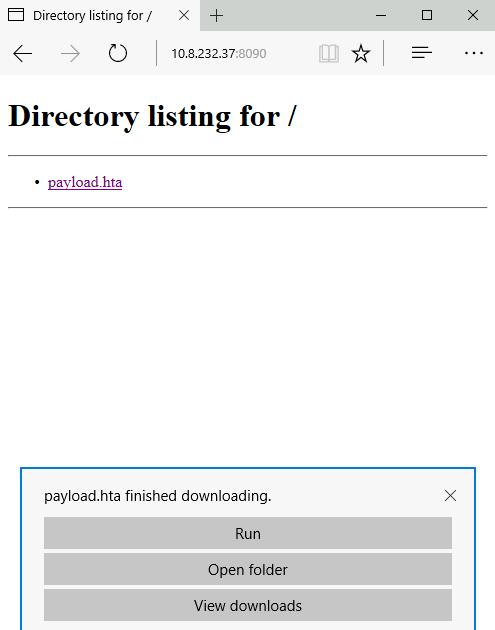 Directory listing for /
10.8.232.37:8090
Directory listing for /
payload.hta
payload.hta finished downloading.
Run
Open folder
View downloads